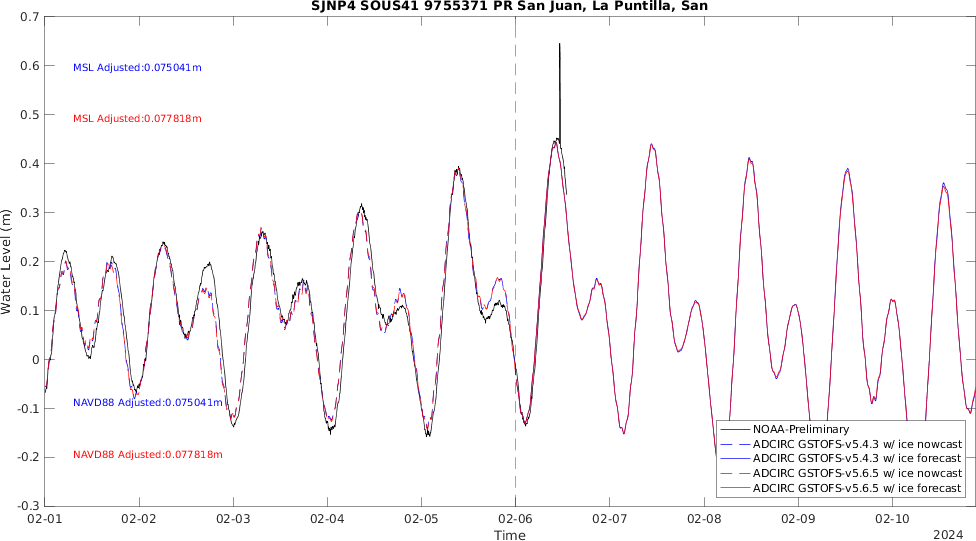 SJNP4 SOUS41 9755371 PR San Juan, La Puntilla, San
0.7
0.6
0.5
0.4
0.3
0.2
0.1
0
-0.1
-0.2
-0.3
Water Level (m)
MSL Adjusted:0.075041m
MSL Adjusted:0.077818m
NAVD88 Adjusted:0.075041m
NAVD88 Adjusted:0.077818m
NOAA-Preliminary
ADCIRC GSTOFS-v5.4.3 w/ ice nowcast
ADCIRC GSTOFS-v5.4.3 w/ ice forecast
ADCIRC GSTOFS-v5.6.5 w/ ice nowcast
ADCIRC GSTOFS-v5.6.5 w/ ice forecast
02-01 02-02 02-03 02-04 02-05 02-06 02-07 02-08 02-09 02-10
Time
2024